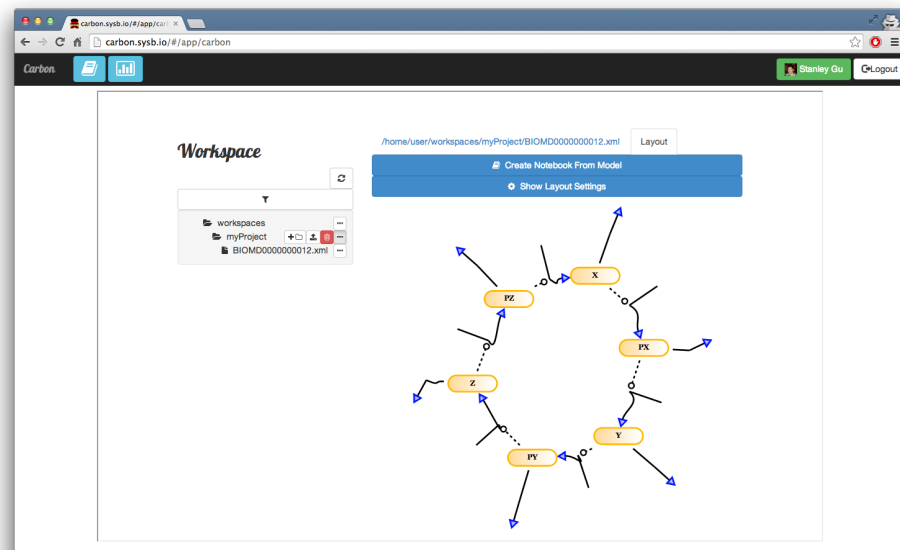 carbon.sysb.io/#/app/carl
carbon.sysb.io/#/app/carbon
Carbon
Stanley Gu
Logout
Workspace
/home/user/workspaces/myProject/BIOMD0000000012.xml
Layout
Create Notebook From Model
Show Layout Settings
workspaces
myProject
BIOMD0000000012.xml
X
PZ
PX
Z
Y
PY